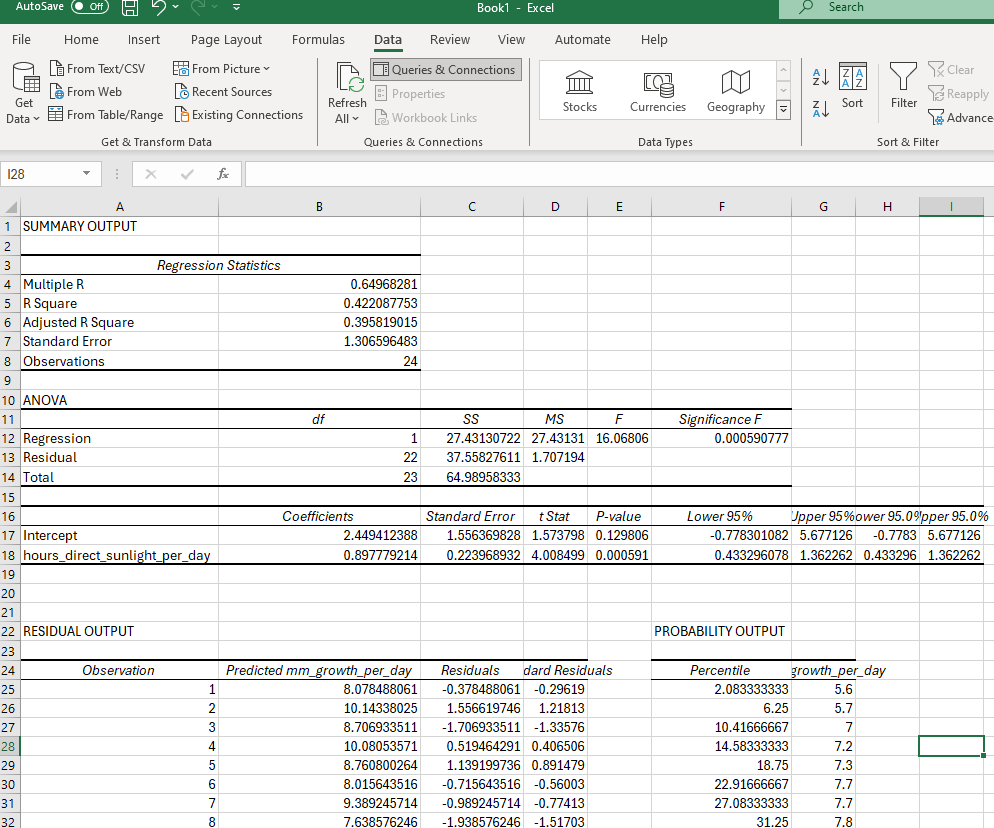 AutoSave Off Book1 - Excel Search
File Home Insert Page Layout Formulas Data Review View Automate Help
Get Data From Text/CSV From Web From Table/Range From Picture Recent Sources Existing Connections
Refresh All Queries & Connections Properties Workbook Links
Stocks Currencies Geography
Sort Filter Clear Reapply Advance
Get & Transform Data Queries & Connections Data Types Sort & Filter
I28 fx
A B C D E F G H I
1 SUMMARY OUTPUT
2
3 Regression Statistics
4 Multiple R 0.64968281
5 R Square 0.422087753
6 Adjusted R Square 0.395819015
7 Standard Error 1.306596483
8 Observations 24
9
10 ANOVA
11 df SS MS F Significance F
12 Regression 1 27.43130722 27.43131 16.06806 0.000590777
13 Residual 22 37.55827611 1.707194
14 Total 23 64.98958333
15
16 Coefficients Standard Error t Stat P-value Lower 95% Upper 95% ower 95.0% pper 95.0%
17 Intercept 2.449412388 1.556369828 1.573798 0.129806 -0.778301082 5.677126 -0.7783 5.677126
18 hours_direct_sunlight_per_day 0.897779214 0.223968932 4.008499 0.000591 0.433296078 1.362262 0.433296 1.362262
19
20
21
22 RESIDUAL OUTPUT PROBABILITY OUTPUT
23
24 Observation Predicted mm_growth_per_day Residuals dard Residuals Percentile growth_per_day
25 1 8.078488061 -0.378488061 -0.29619 2.083333333 5.6
26 2 10.14338025 1.556619746 1.21813 6.25 5.7
27 3 8.706933511 -1.706933511 -1.33576 10.41666667 7
28 4 10.08053571 0.519464291 0.406506 14.58333333 7.2
29 5 8.760800264 1.139199736 0.891479 18.75 7.3
30 6 8.015643516 -0.715643516 -0.56003 22.91666667 7.7
31 7 9.389245714 -0.989245714 -0.77413 27.08333333 7.7
32 8 7.638576246 -1.938576246 -1.51703 31.25 7.8